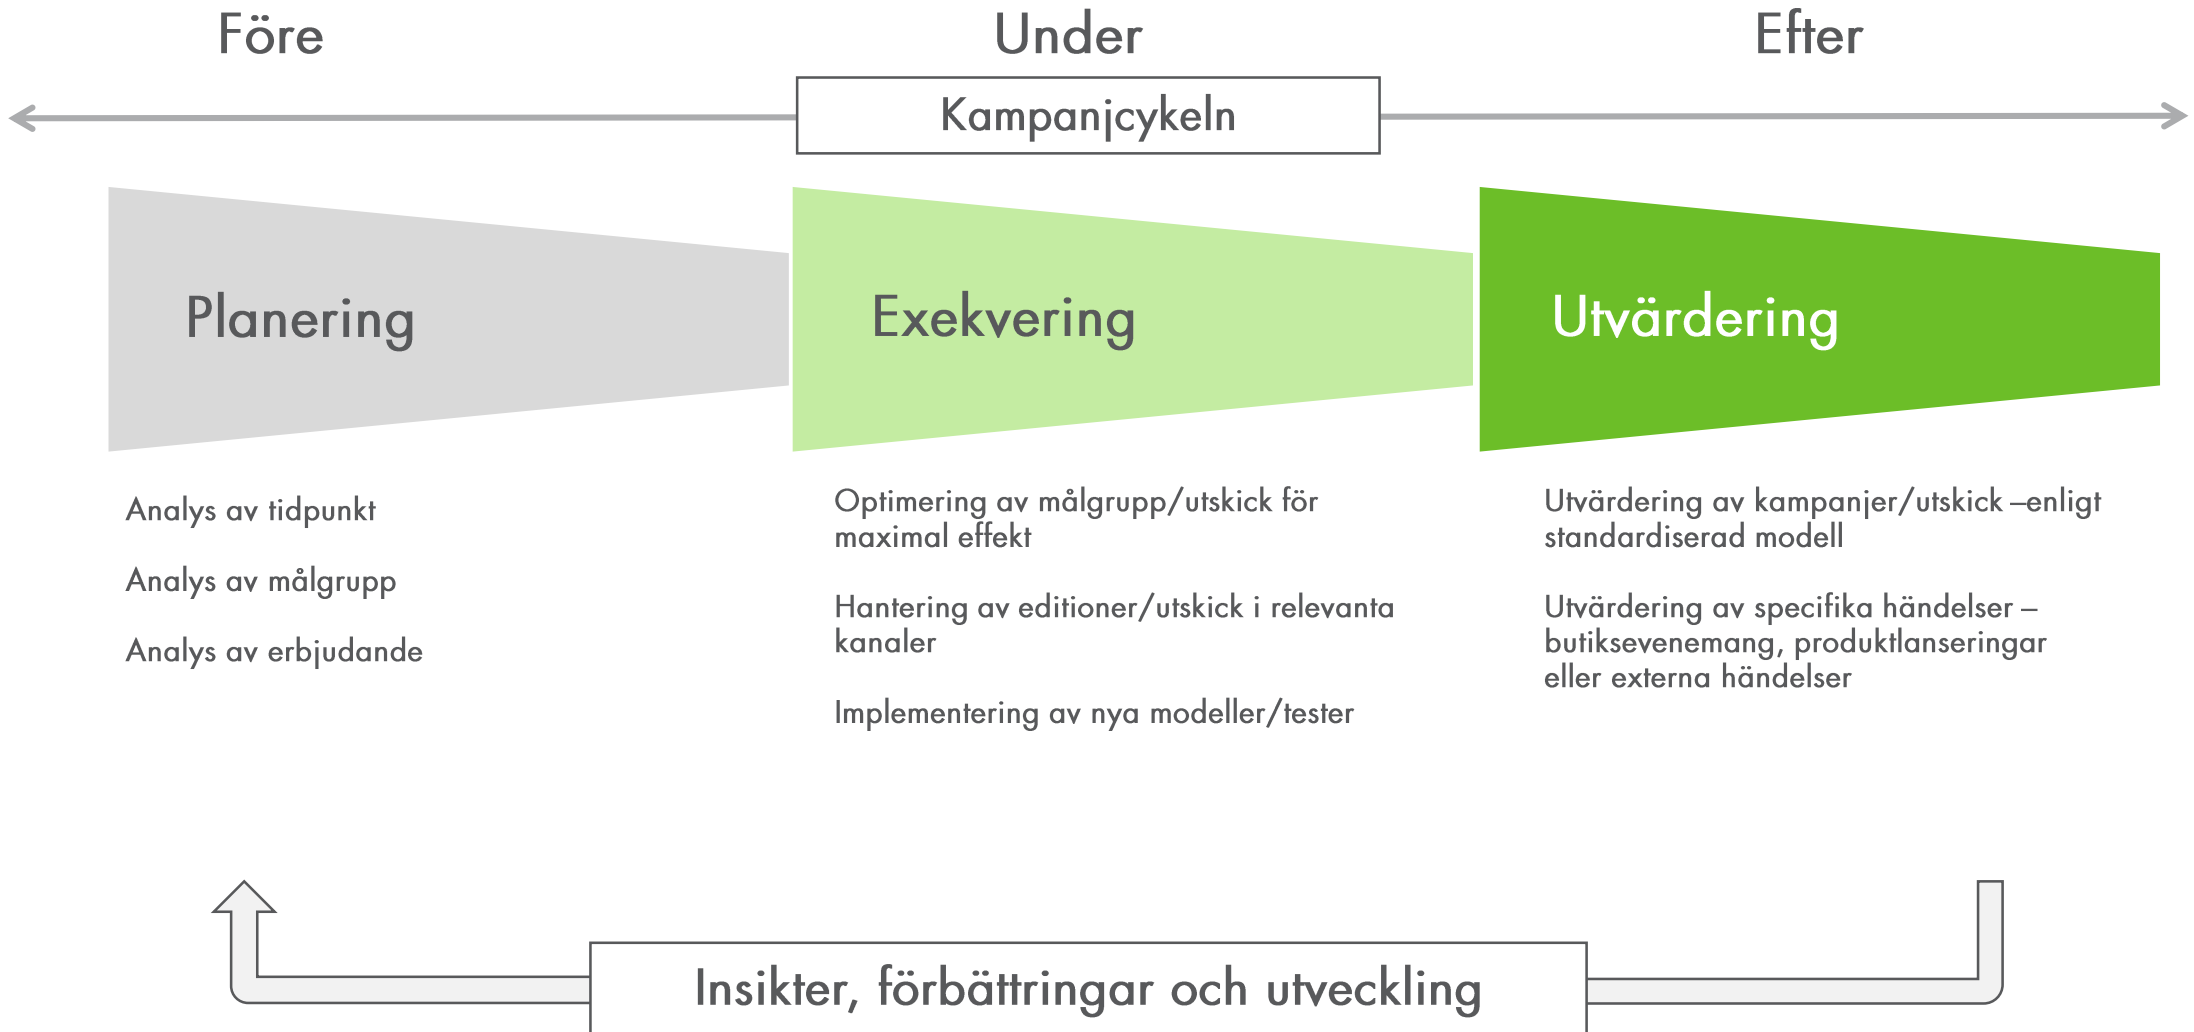 Före
Under
Efter
Kampanjcykeln
Planering
Exekvering
Utvärdering
Analys av tidpunkt
Analys av målgrupp
Analys av erbjudande
Optimering av målgrupp/utskick för
maximal effekt
Hantering av editioner/utskick i relevanta
kanaler
Implementering av nya modeller/tester
Utvärdering av kampanjer/utskick –enligt
standardiserad modell
Utvärdering av specifika händelser –
butiksevenemang, produktlanseringar
eller externa händelser
Insikter, förbättringar och utveckling